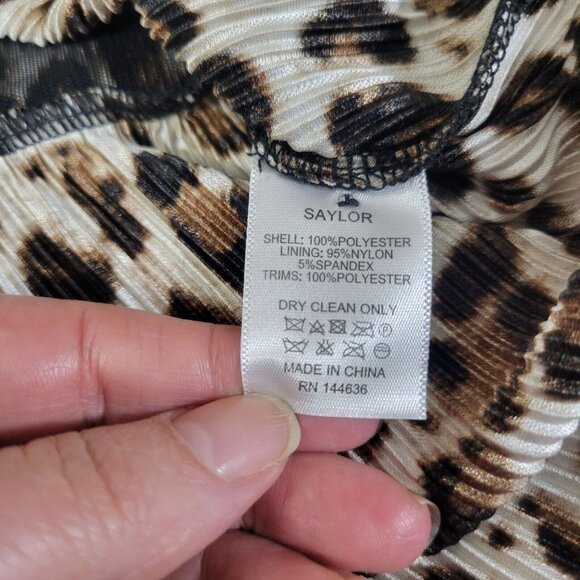 SAYLOR
SHELL: 100%POLYESTER
LINING: 95%NYLON
5%SPANDEX
TRIMS: 100%POLYESTER
DRY CLEAN ONLY
P
MADE IN CHINA
RN 144636